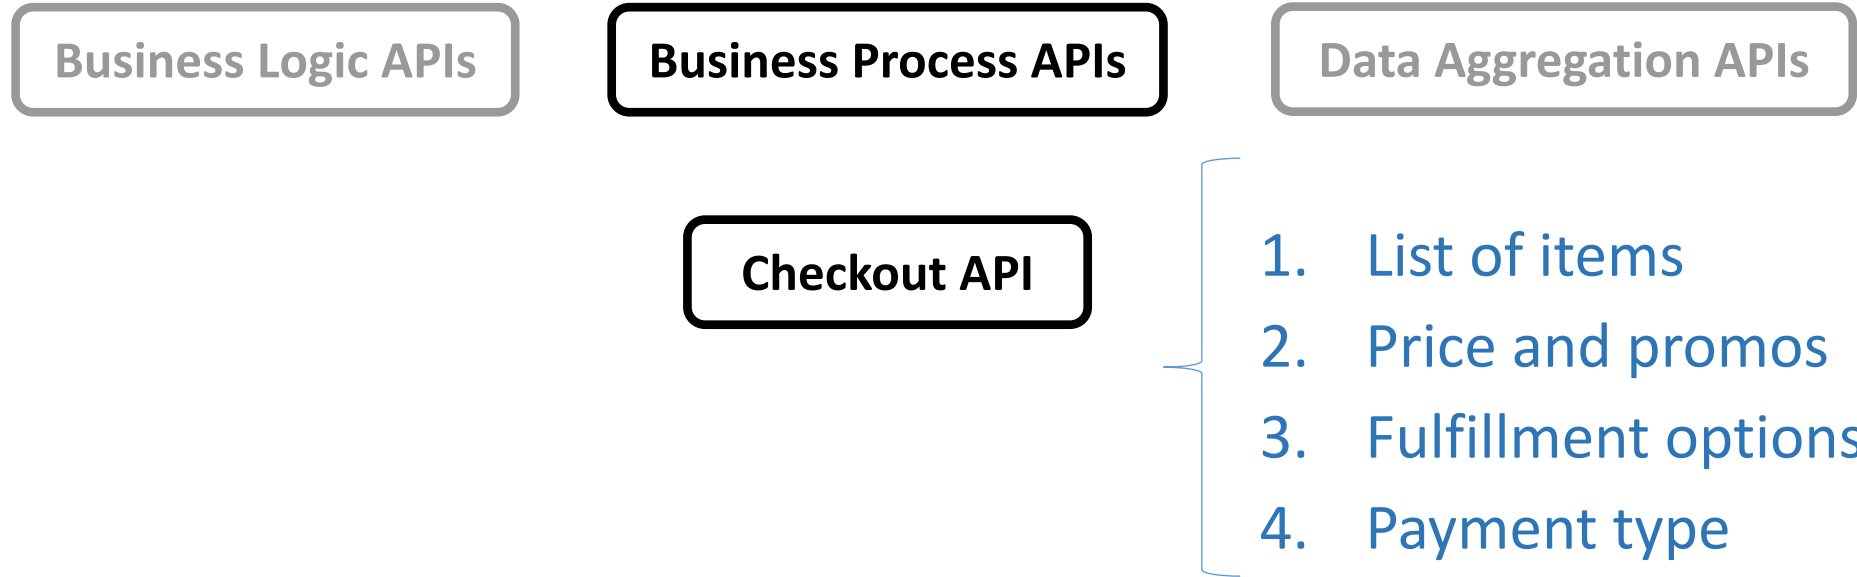 Business Logic APIs
Business Process APIs
Data Aggregation APIs
Checkout API
1. List of items
2. Price and promos
3. Fulfillment options
4. Payment type